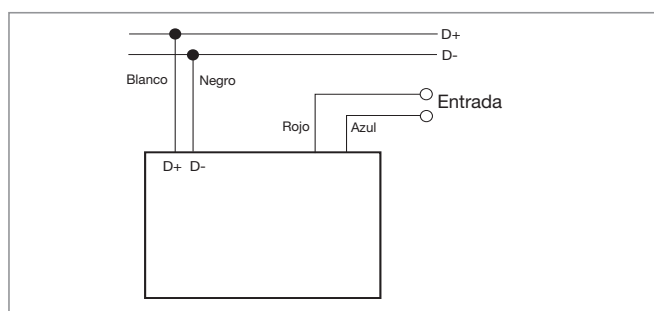 D+
D-
Blanco
Negro
Entrada
Rojo
Azul
D+ D-